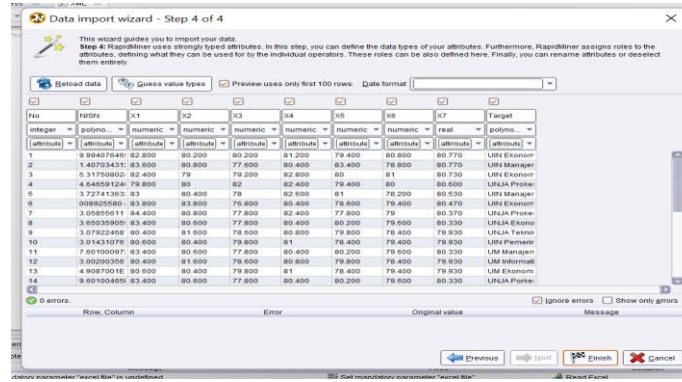 Data import wizard - Step 4 of 4
This wizard guides you to import your data.
Step 4: RapidMiner uses strongly typed attributes. In this step, you can define the data types of your attributes. Furthermore, RapidMiner assigns roles to the attributes, defining what they can be used for by the individual operators. These roles can be also defined here. Finally, you can rename attributes or deselect them entirely.
Reload data Guess value types Preview uses only first 100 rows. Date format
No NISN X1 X2 X3 X4 X5 X6 X7 Target
integer polyno... numeric numeric numeric numeric numeric numeric real polyno...
attribute attribute attribute attribute attribute attribute attribute attribute attribute attribute
1 82.800 80.200 80.200 81.200 79.400 80.800 80.770 UIN Ekonom
2 83.600 80.800 77.600 80.400 83.400 78.800 80.770 UIN Manajer
3 82.400 79 79.200 82.800 80 81 80.730 UIN Ekonom
4 79.800 80 82 82.400 79.400 80 80.600 UNJA Prokes
5 83 80.400 78 82.600 81 78.200 80.530 UIN Manajer
6 83.800 83.800 76.800 80.400 78.600 79.400 80.470 UIN Ekonom
7 84.400 80.800 77.800 82.400 77.800 79 80.370 UNJA Prokes
8 83.400 80.600 77.800 80.400 80.200 79.600 80.330 UNJA Ekono
9 80.400 81.600 78.600 80.800 79.800 78.400 79.930 UNJA Teknik
10 80.600 80.400 79.800 81 78.400 79.400 79.930 UIN Pemerin
11 83.400 80.600 77.800 80.400 80.200 79.600 80.330 UM Manajen
12 80.400 81.600 78.600 80.800 79.800 78.400 79.930 UM Informati
13 80.600 80.400 79.800 81 78.400 79.400 79.930 UM Ekonom
14 83.400 80.600 77.800 80.400 80.200 79.600 80.330 UNJA Porkes
0 errors. Ignore errors Show only errors
Row, Column Error Original value Message
Previous Next Finish Cancel
datory parameter "excel file" is undefined. Set mandatory parameter "excel file" Read Excel